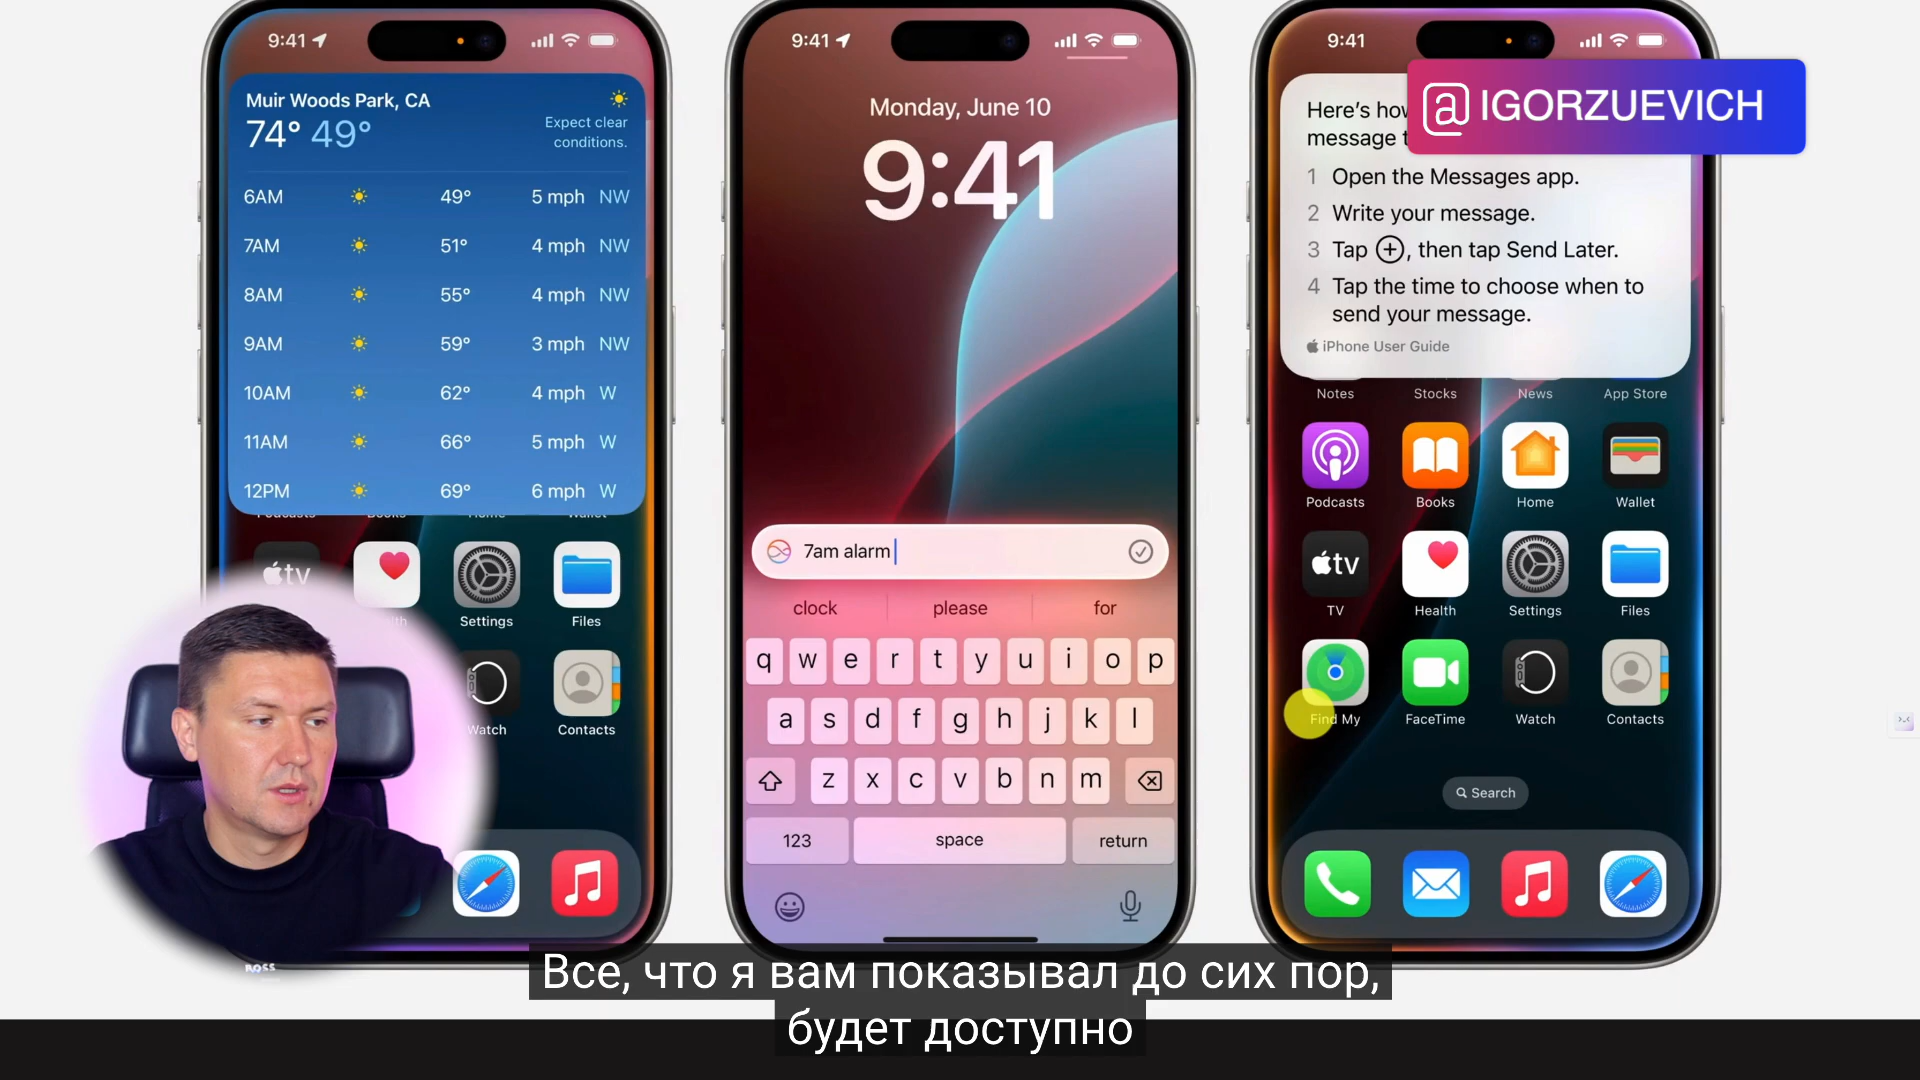 9:41
Muir Woods Park, CA
74° 49°
Expect clear
conditions.
6AM 49° 5 mph NW
7AM 51° 4 mph NW
8AM 55° 4 mph NW
9AM 59° 3 mph NW
10AM 62° 4 mph W
11AM 66° 5 mph W
12PM 69° 6 mph W
tv
Settings Files
Watch Contacts
BOSS
9:41
Monday, June 10
9:41
7am alarm
clock please for
q w e r t y u i o p
a s d f g h j k l
z x c v b n m
123 space return
9:41
@IGORZUEVICH
Here's how
message t
1 Open the Messages app.
2 Write your message.
3 Tap +, then tap Send Later.
4 Tap the time to choose when to
send your message.
iPhone User Guide
Notes Stocks News App Store
Podcasts Books Home Wallet
tv
TV Health Settings Files
Find My FaceTime Watch Contacts
Search
Все, что я вам показывал до сих пор,
будет доступно